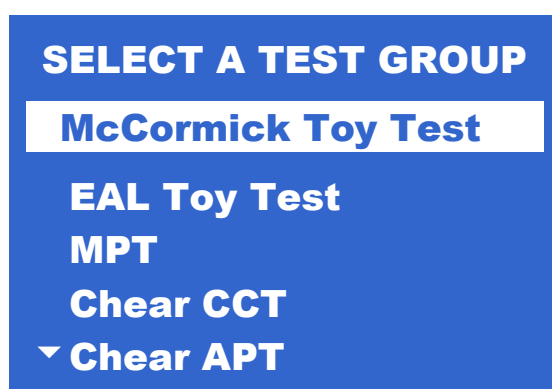 SELECT A TEST GROUP
McCormick Toy Test
EAL Toy Test
MPT
Chear CCT
Chear APT